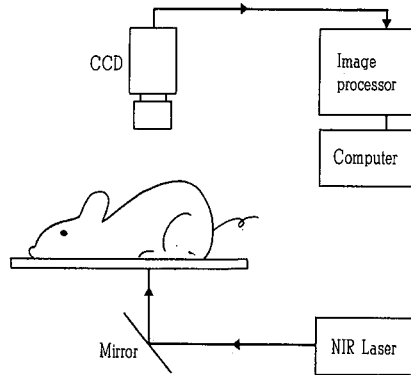 CCD
Image
processor
Computer
Mirror
NIR Laser